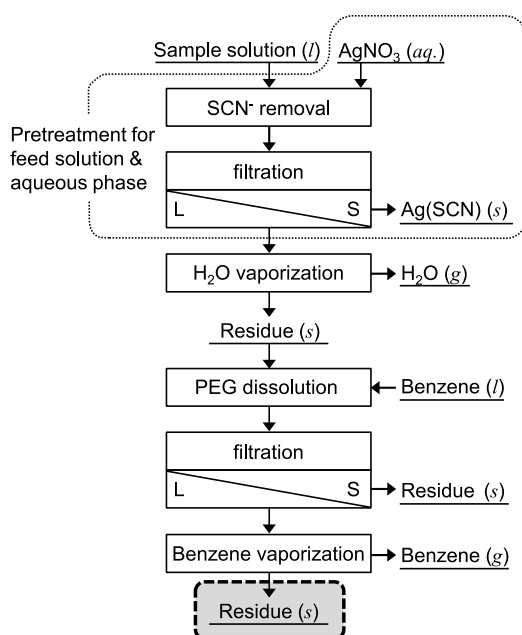 Sample solution (l)
AgNO₃ (aq.)
SCN⁻ removal
Pretreatment for
feed solution &
aqueous phase
filtration
L
S
Ag(SCN) (s)
H₂O vaporization
H₂O (g)
Residue (s)
PEG dissolution
Benzene (l)
filtration
L
S
Residue (s)
Benzene vaporization
Benzene (g)
Residue (s)